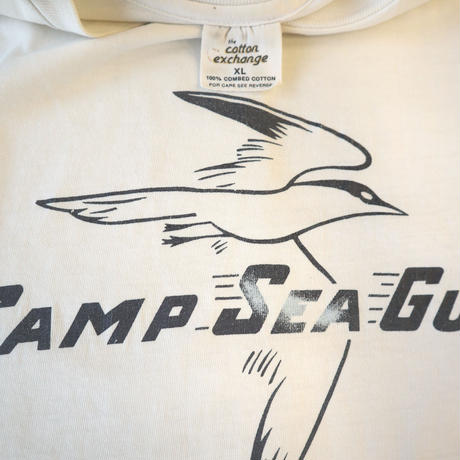 the
cotton
exchange
XL
100% COMBED COTTON
FOR CARE SEE REVERSE
CAMP SEA GU